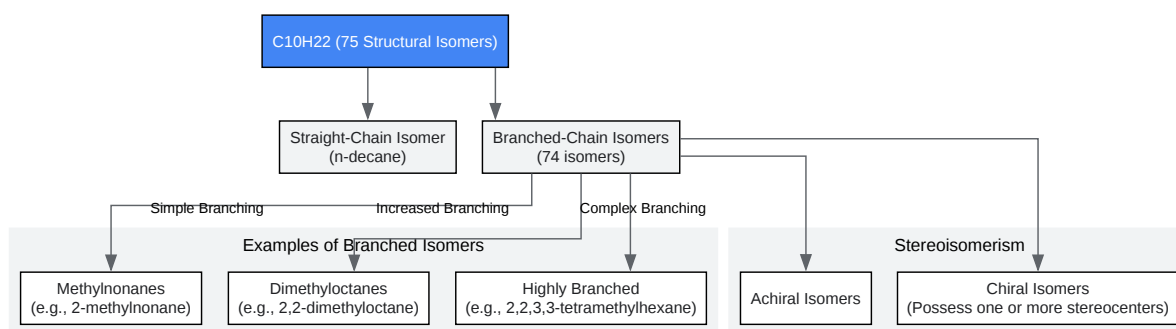 C10H22 (75 Structural Isomers)
Straight-Chain Isomer
(n-decane)
Branched-Chain Isomers
(74 isomers)
Simple Branching
Increased Branching
Complex Branching
Examples of Branched Isomers
Stereoisomerism
Methylnonanes
(e.g., 2-methylnonane)
Dimethyloctanes
(e.g., 2,2-dimethyloctane)
Highly Branched
(e.g., 2,2,3,3-tetramethylhexane)
Achiral Isomers
Chiral Isomers
(Possess one or more stereocenters)